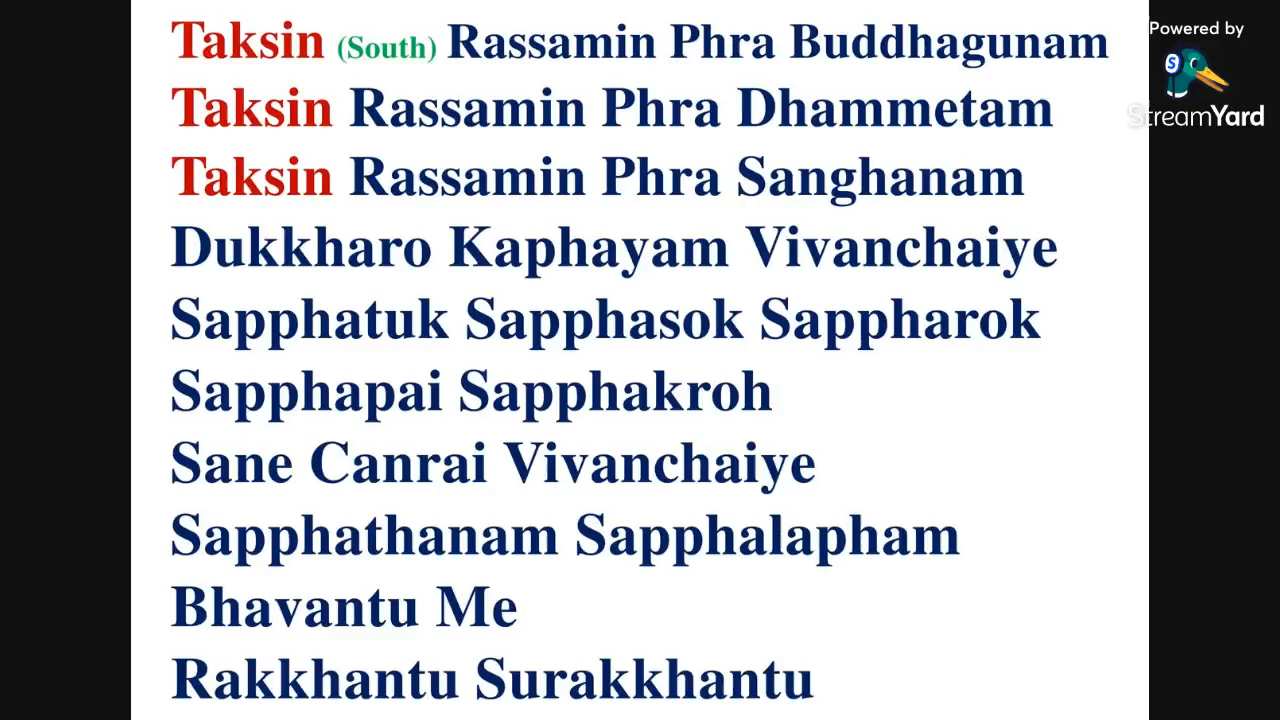 Taksin (South) Rassamin Phra Buddhagunam
Taksin Rassamin Phra Dhammetam
Taksin Rassamin Phra Sanghanam
Dukkharo Kaphayam Vivanchaiye
Sapphatuk Sapphasok Sappharok
Sapphapai Sapphakroh
Sane Canrai Vivanchaiye
Sapphathanam Sapphalapham
Bhavantu Me
Rakkhantu Surakkhantu
Powered by
S
StreamYard